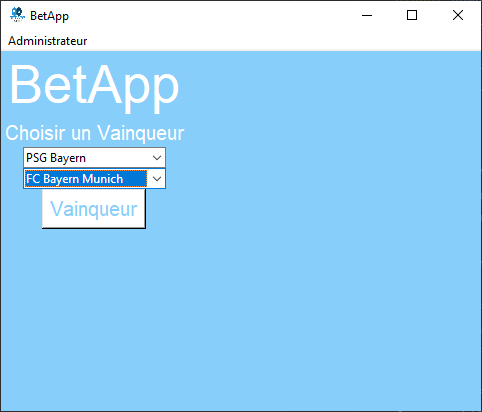 BetApp
Administrateur
BetApp
Choisir un Vainqueur
PSG Bayern
FC Bayern Munich
Vainqueur